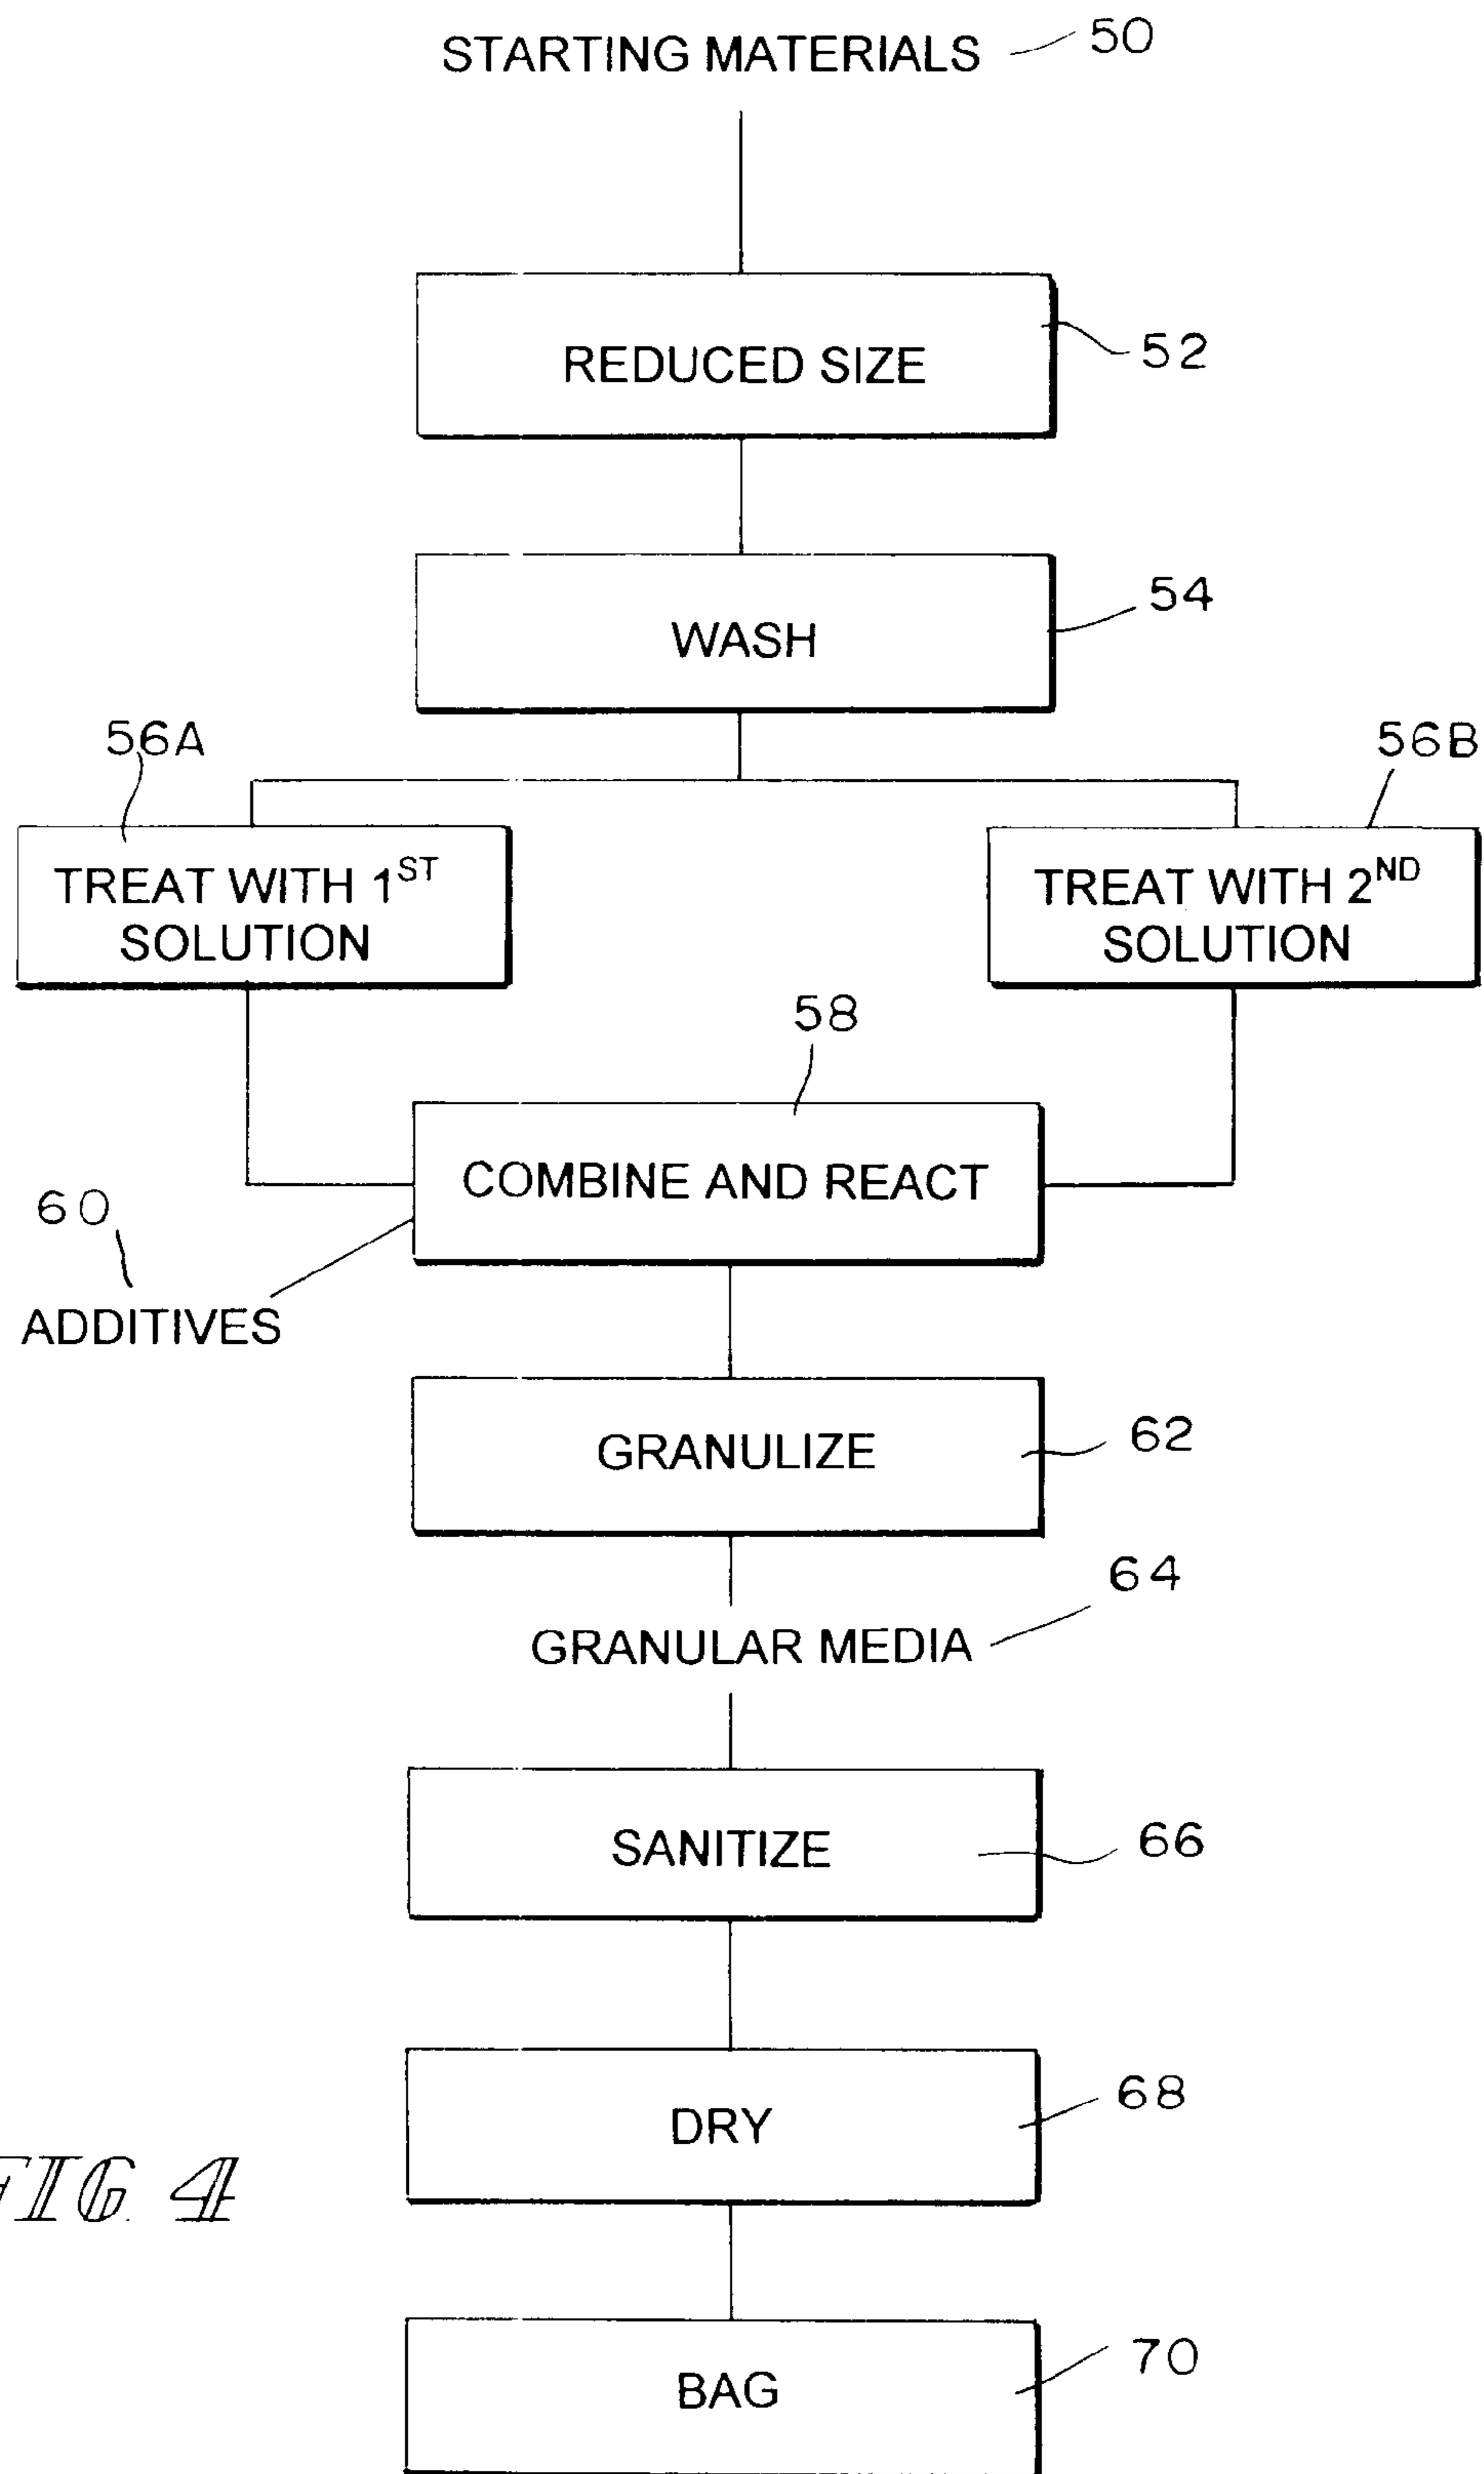 STARTING MATERIALS 50
REDUCED SIZE 52
WASH 54
56A
56B
TREAT WITH 1ST
SOLUTION
TREAT WITH 2ND
SOLUTION
58
COMBINE AND REACT
60
ADDITIVES
GRANULIZE 62
64
GRANULAR MEDIA
SANITIZE 66
DRY 68
FIG. 4
BAG 70